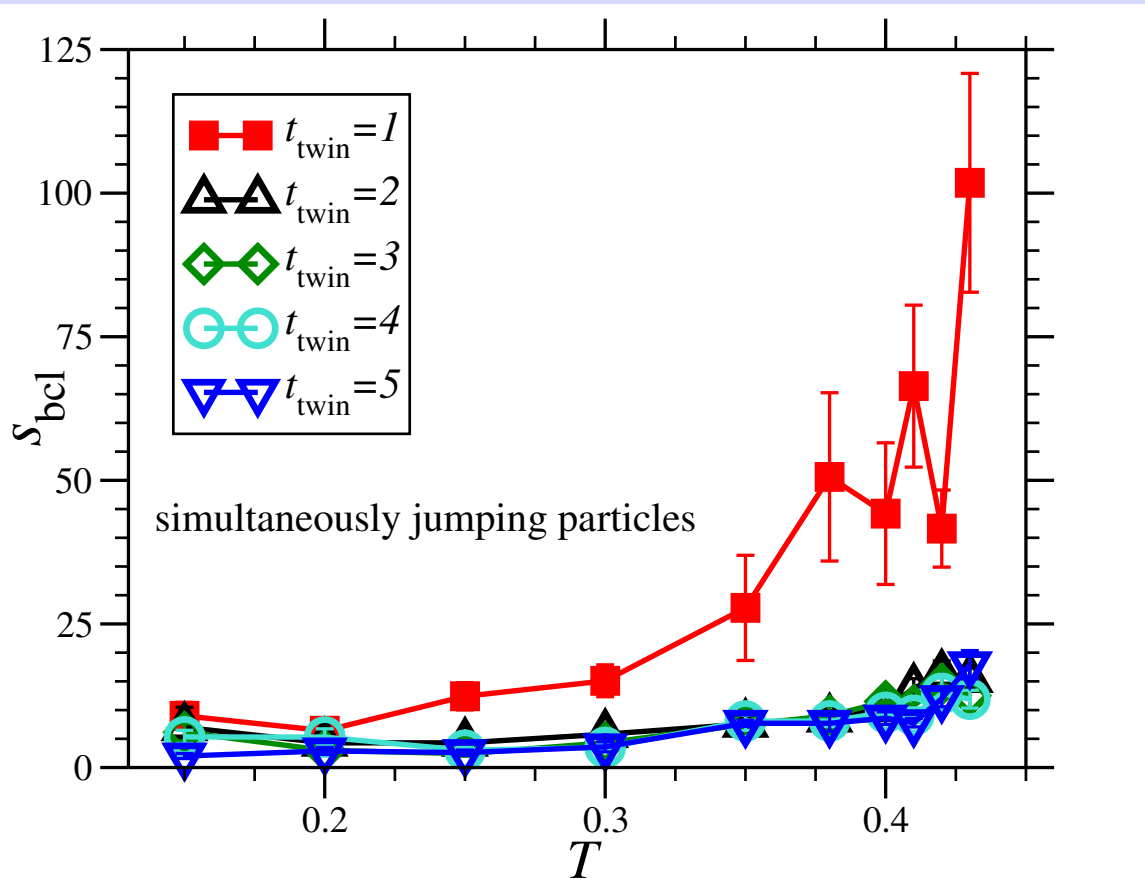 125
100
75
50
25
0
s_bcl
t_twin=1
t_twin=2
t_twin=3
t_twin=4
t_twin=5
simultaneously jumping particles
0.2 0.3 0.4
T